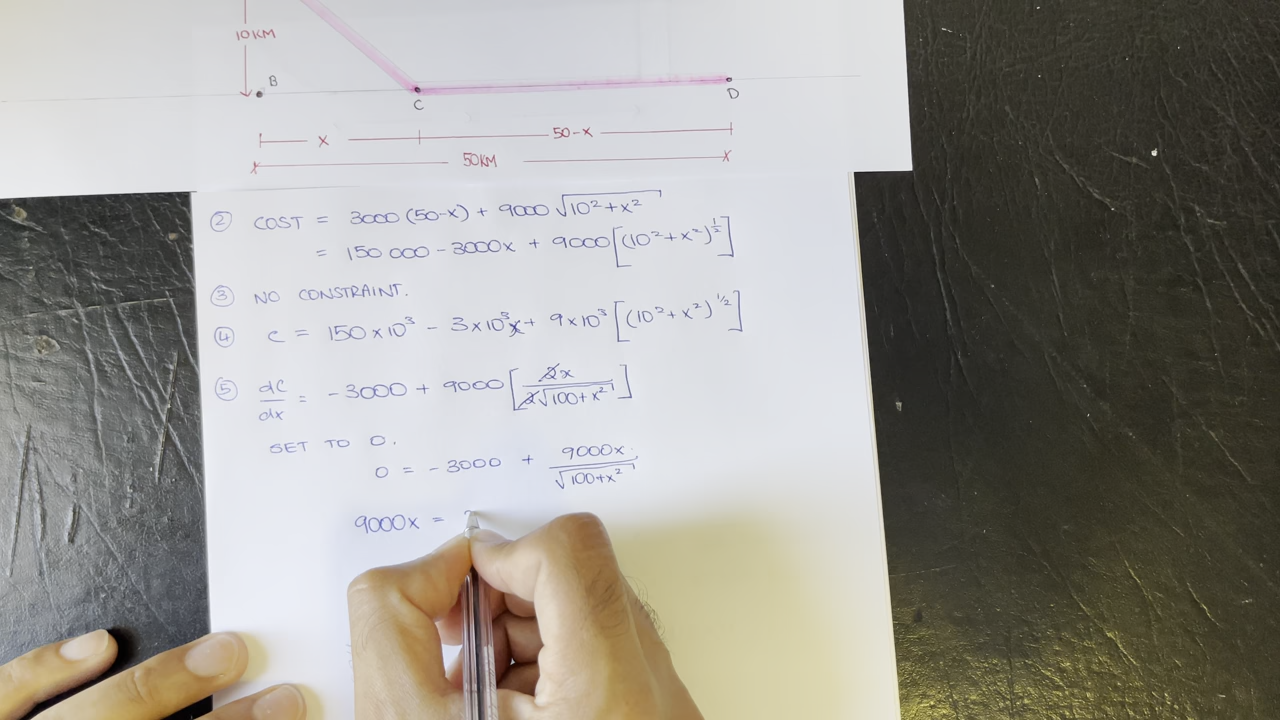 10KM
B
C
D
x
50-x
50KM
② COST = 3000(50-x) + 9000√10²+x²
= 150 000 - 3000x + 9000[(10²+x²)^½]
③ NO CONSTRAINT.
④ C = 150×10³ - 3×10³x + 9×10³[(10²+x²)^1/2]
⑤ dC/dx = -3000 + 9000[2x/2√100+x²]
SET TO 0.
0 = -3000 + 9000x/√100+x²
9000x =